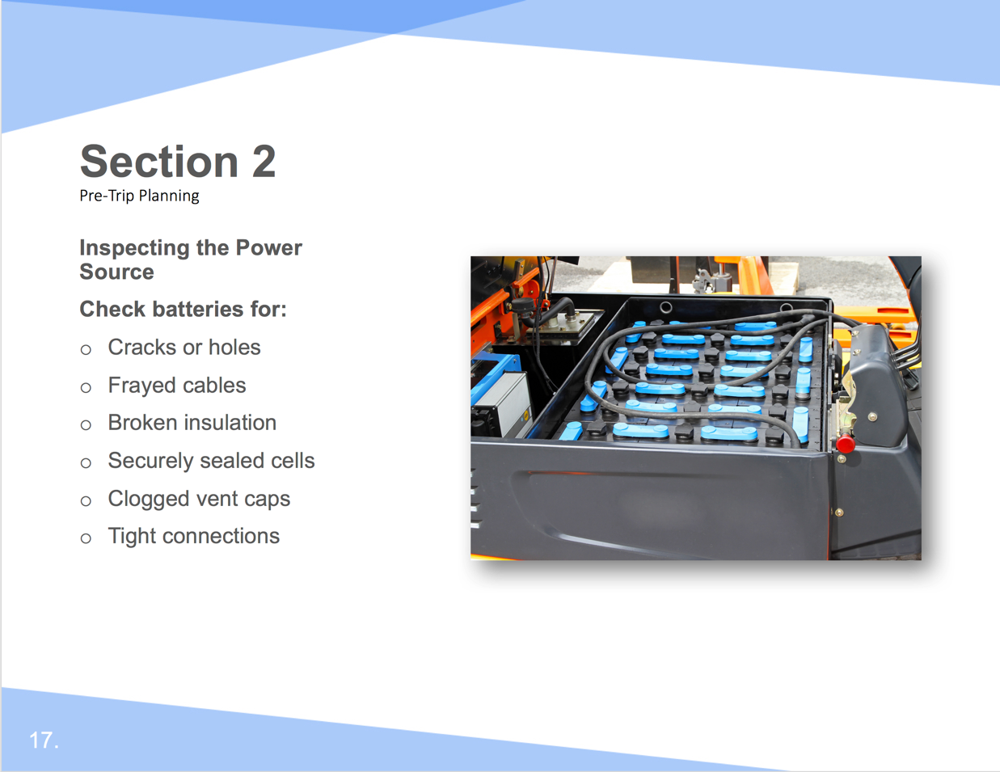 Section 2
Pre-Trip Planning
Inspecting the Power
Source
Check batteries for:
o Cracks or holes
o Frayed cables
o Broken insulation
o Securely sealed cells
o Clogged vent caps
o Tight connections
17.